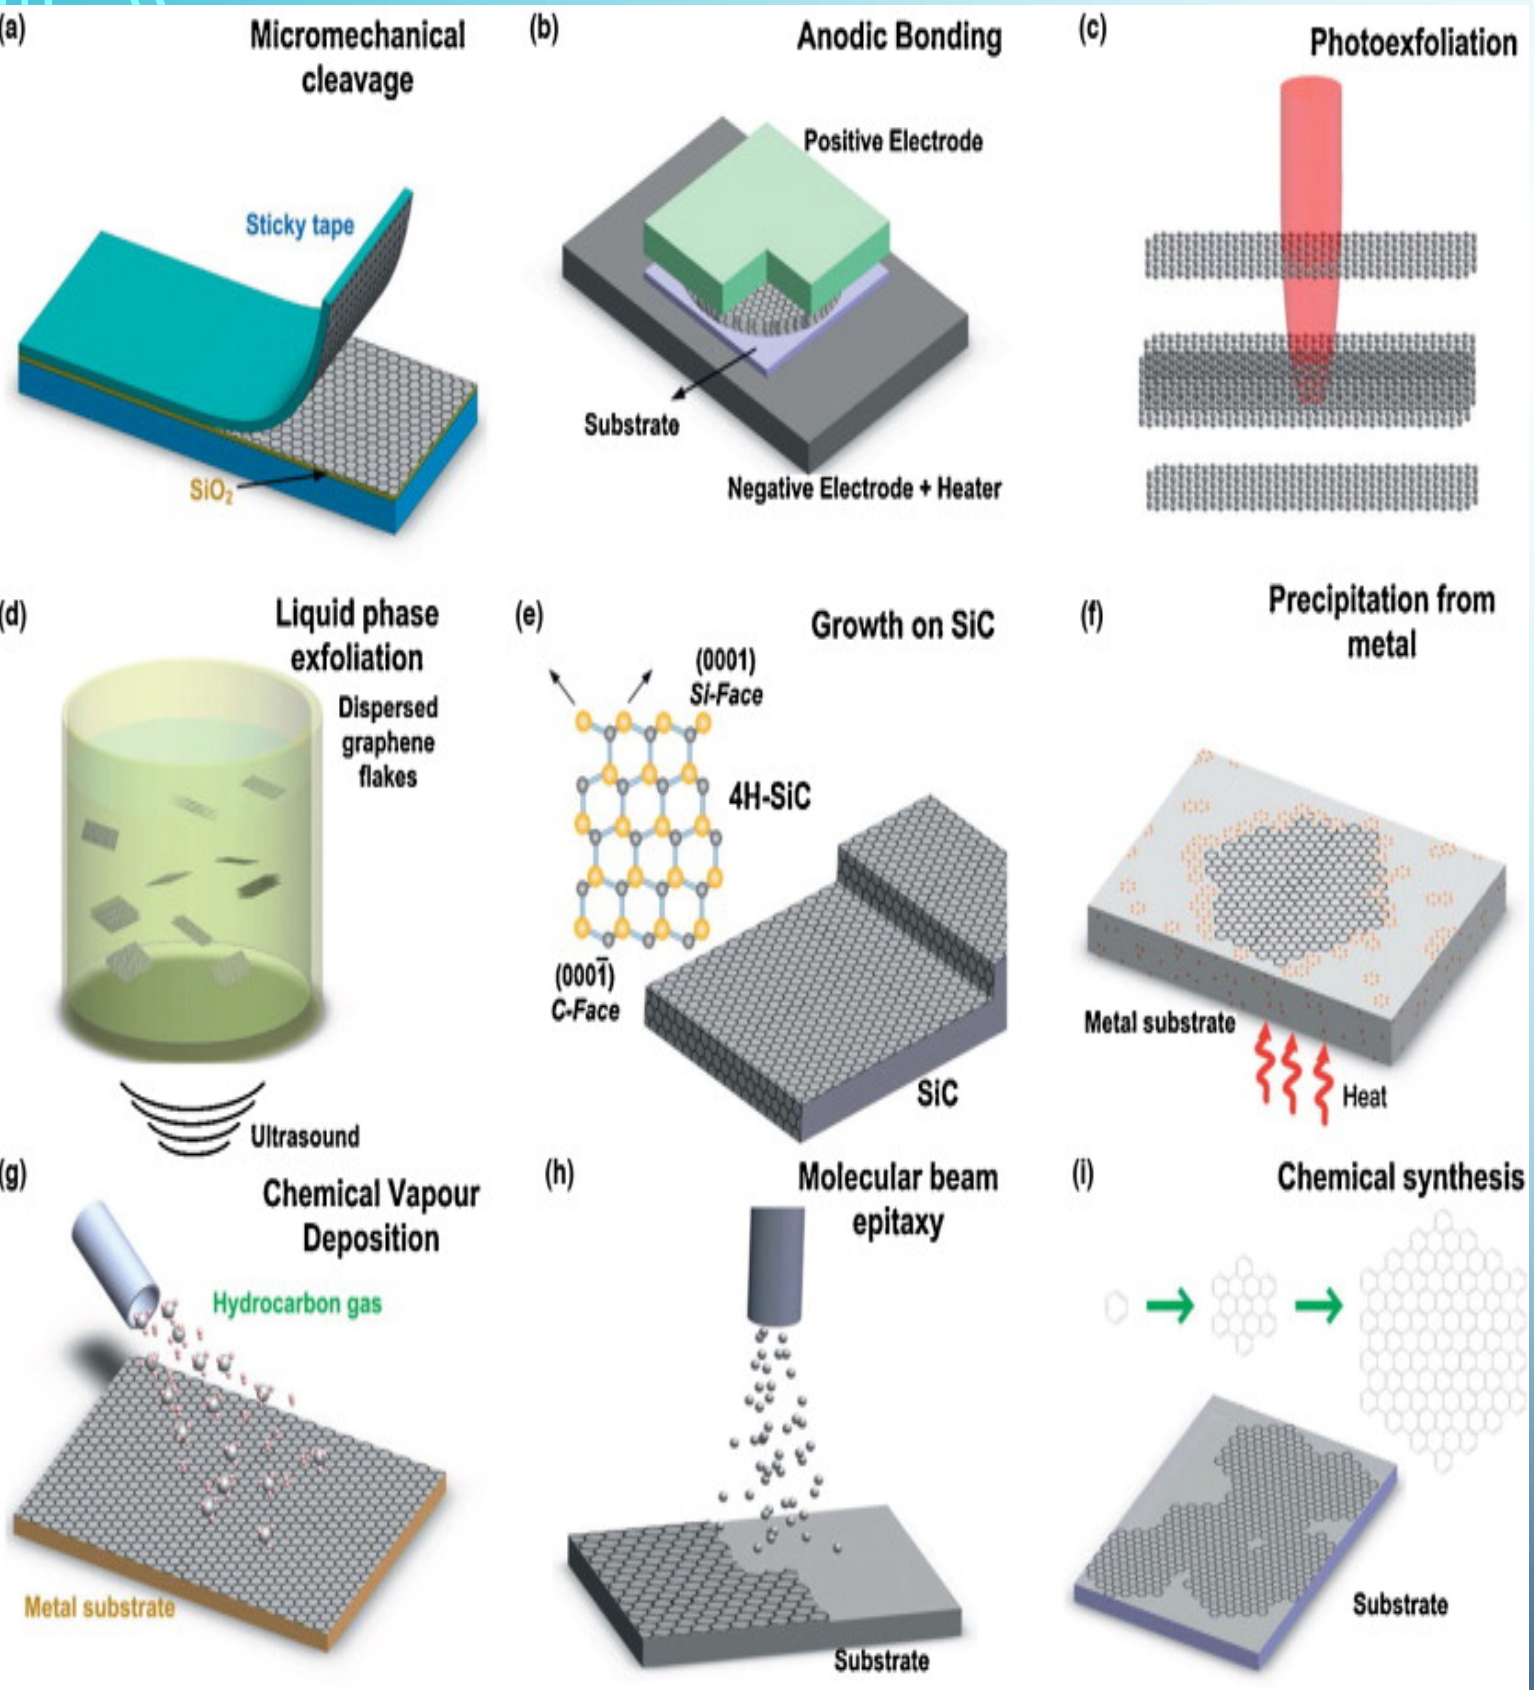 (a)
Micromechanical
cleavage
Sticky tape
SiO₂
(b)
Anodic Bonding
Positive Electrode
Substrate
Negative Electrode + Heater
(c)
Photoexfoliation
(d)
Liquid phase
exfoliation
Dispersed
graphene
flakes
Ultrasound
(e)
Growth on SiC
(0001)
Si-Face
4H-SiC
(0001̅)
C-Face
SiC
(f)
Precipitation from
metal
Metal substrate
Heat
(g)
Chemical Vapour
Deposition
Hydrocarbon gas
Metal substrate
(h)
Molecular beam
epitaxy
Substrate
(i)
Chemical synthesis
Substrate